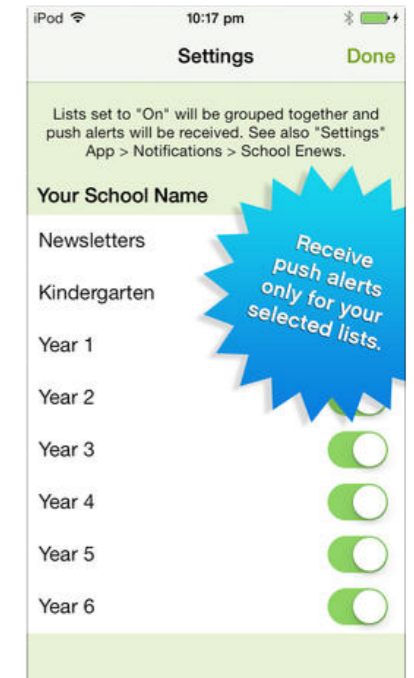 iPod 10:17 pm
Settings Done
Lists set to "On" will be grouped together and
push alerts will be received. See also "Settings"
App > Notifications > School Enews.
Your School Name
Newsletters
Kindergarten
Receive
push alerts
only for your
selected lists.
Year 1
Year 2
Year 3
Year 4
Year 5
Year 6